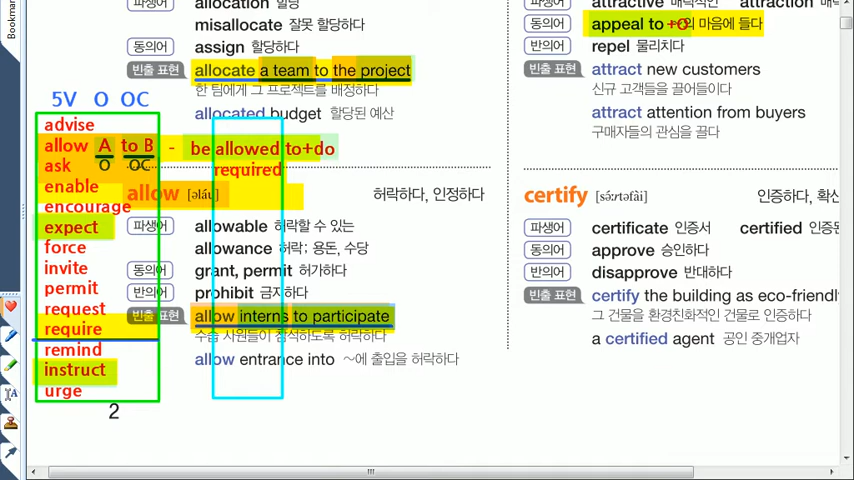 Bookmar
파생어 allocation 할당
misallocate 잘못 할당하다
동의어 assign 할당하다
빈출 표현 allocate a team to the project
한 팀에게 그 프로젝트를 배정하다
allocated budget 할당된 예산
5V O OC
advise
allow A to B - be allowed to+do
O OC
ask
required
enable
encourage
expect
force
invite
permit
request
require
remind
instruct
urge
2
allow [əláu] 허락하다, 인정하다
파생어 allowable 허락할 수 있는
allowance 허락; 용돈, 수당
동의어 grant, permit 허가하다
반의어 prohibit 금지하다
빈출 표현 allow interns to participate
수습 사원들이 참석하도록 허락하다
allow entrance into ~에 출입을 허락하다
파생어 attractive 매력적인 attraction 매력
동의어 appeal to +O ~의 마음에 들다
반의어 repel 물리치다
빈출 표현 attract new customers
신규 고객들을 끌어들이다
attract attention from buyers
구매자들의 관심을 끌다
certify [sə́ːrtəfài] 인증하다, 확신
파생어 certificate 인증서 certified 인증된
동의어 approve 승인하다
반의어 disapprove 반대하다
빈출 표현 certify the building as eco-friendl
그 건물을 환경친화적인 건물로 인증하다
a certified agent 공인 중개업자